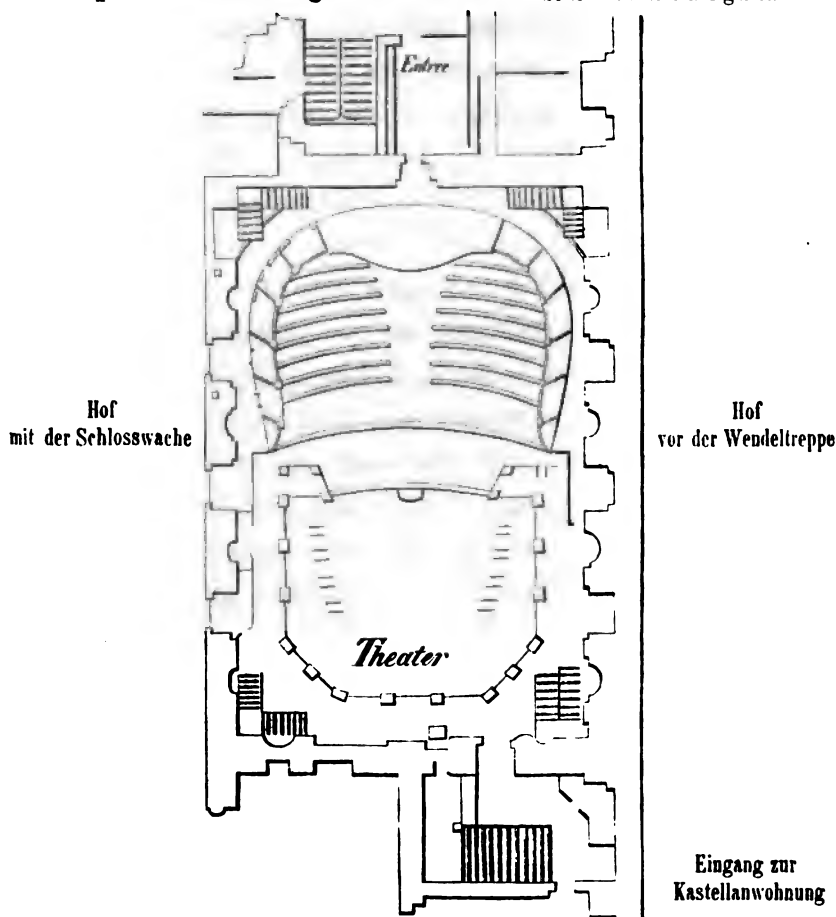 Entree
Hof
mit der Schlosswache
Hof
vor der Wendeltreppe
Theater
Eingang zur
Kastellanwohnung